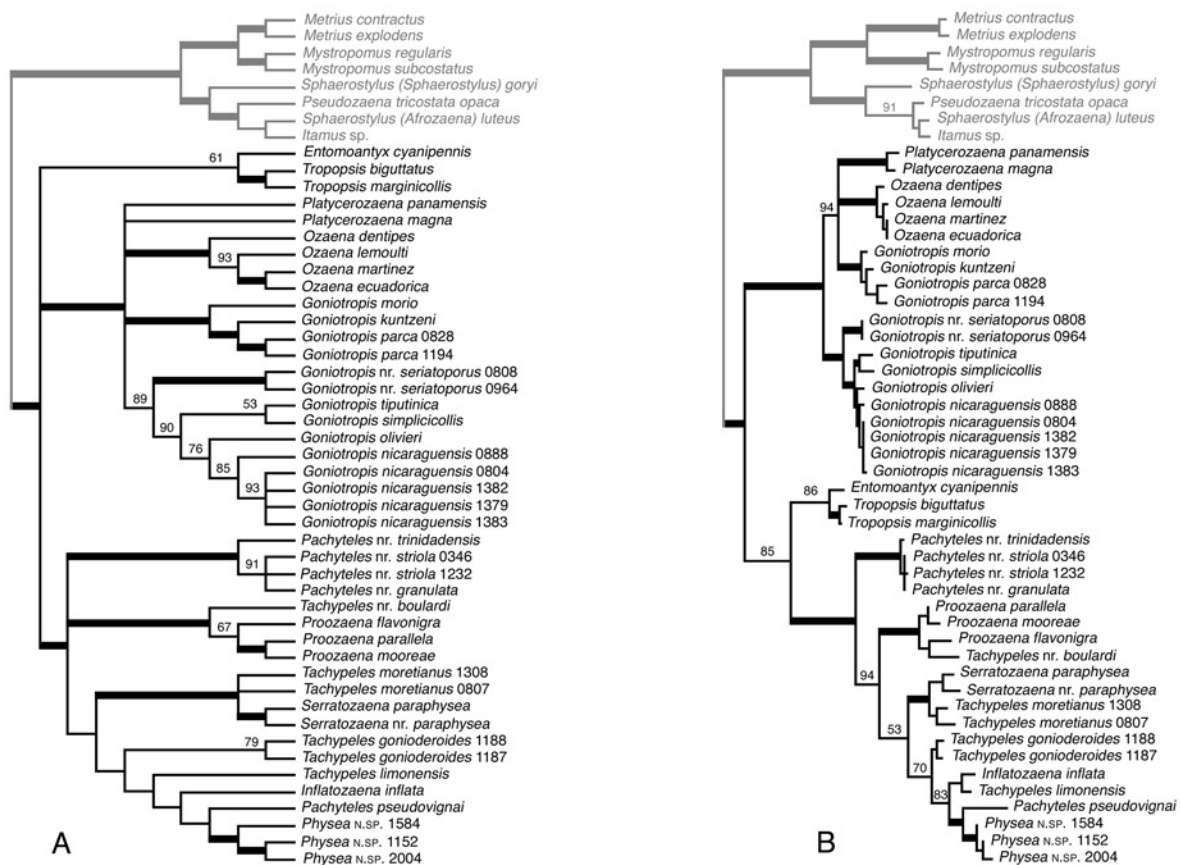 Metrius contractus
Metrius explodens
Mystropomus regularis
Mystropomus subcostatus
Sphaerostylus (Sphaerostylus) goryi
Pseudozaena tricostata opaca
Sphaerostylus (Afrozaena) luteus
Itamus sp.
61
Entomoantyx cyanipennis
Tropopsis biguttatus
Tropopsis marginicollis
Platycerozaena panamensis
Platycerozaena magna
Ozaena dentipes
93
Ozaena lemoulti
Ozaena martinez
Ozaena ecuadorica
Goniotropis morio
Goniotropis kuntzeni
Goniotropis parca 0828
Goniotropis parca 1194
Goniotropis nr. seriatoporus 0808
Goniotropis nr. seriatoporus 0964
89
53
Goniotropis tiputinica
Goniotropis simplicicollis
90
Goniotropis olivieri
76
Goniotropis nicaraguensis 0888
85
Goniotropis nicaraguensis 0804
93
Goniotropis nicaraguensis 1382
Goniotropis nicaraguensis 1379
Goniotropis nicaraguensis 1383
Pachyteles nr. trinidadensis
91
Pachyteles nr. striola 0346
Pachyteles nr. striola 1232
Pachyteles nr. granulata
Tachypeles nr. boulardi
67
Proozaena flavonigra
Proozaena parallela
Proozaena mooreae
Tachypeles moretianus 1308
Tachypeles moretianus 0807
Serratozaena paraphysea
Serratozaena nr. paraphysea
79
Tachypeles gonioderoides 1188
Tachypeles gonioderoides 1187
Tachypeles limonensis
Inflatozaena inflata
Pachyteles pseudovignai
Physea N.SP. 1584
Physea N.SP. 1152
Physea N.SP. 2004
A
Metrius contractus
Metrius explodens
Mystropomus regularis
Mystropomus subcostatus
Sphaerostylus (Sphaerostylus) goryi
91
Pseudozaena tricostata opaca
Sphaerostylus (Afrozaena) luteus
Itamus sp.
Platycerozaena panamensis
Platycerozaena magna
94
Ozaena dentipes
Ozaena lemoulti
Ozaena martinez
Ozaena ecuadorica
Goniotropis morio
Goniotropis kuntzeni
Goniotropis parca 0828
Goniotropis parca 1194
Goniotropis nr. seriatoporus 0808
Goniotropis nr. seriatoporus 0964
Goniotropis tiputinica
Goniotropis simplicicollis
Goniotropis olivieri
Goniotropis nicaraguensis 0888
Goniotropis nicaraguensis 0804
Goniotropis nicaraguensis 1382
Goniotropis nicaraguensis 1379
Goniotropis nicaraguensis 1383
86
Entomoantyx cyanipennis
Tropopsis biguttatus
Tropopsis marginicollis
85
Pachyteles nr. trinidadensis
Pachyteles nr. striola 0346
Pachyteles nr. striola 1232
Pachyteles nr. granulata
Proozaena parallela
Proozaena mooreae
Proozaena flavonigra
Tachypeles nr. boulardi
94
Serratozaena paraphysea
Serratozaena nr. paraphysea
Tachypeles moretianus 1308
Tachypeles moretianus 0807
53
Tachypeles gonioderoides 1188
Tachypeles gonioderoides 1187
70
Inflatozaena inflata
Tachypeles limonensis
83
Pachyteles pseudovignai
Physea N.SP. 1584
Physea N.SP. 1152
Physea N.SP. 2004
B